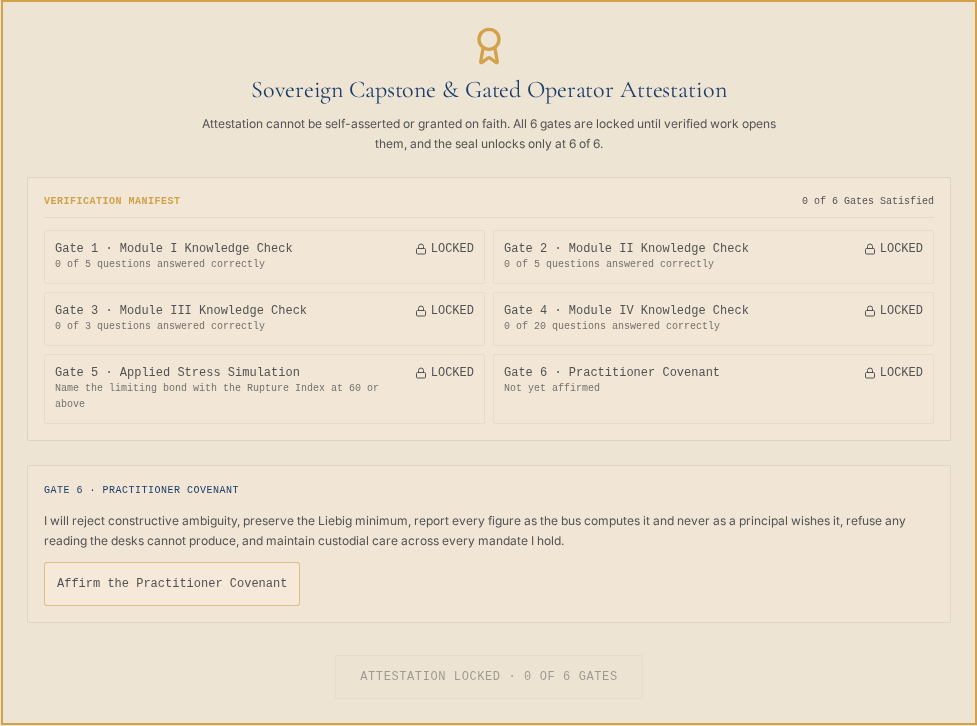 Sovereign Capstone & Gated Operator Attestation
Attestation cannot be self-asserted or granted on faith. All 6 gates are locked until verified work opens
them, and the seal unlocks only at 6 of 6.
VERIFICATION MANIFEST
0 of 6 Gates Satisfied
Gate 1 · Module I Knowledge Check
LOCKED
0 of 5 questions answered correctly
Gate 2 · Module II Knowledge Check
LOCKED
0 of 5 questions answered correctly
Gate 3 · Module III Knowledge Check
LOCKED
0 of 3 questions answered correctly
Gate 4 · Module IV Knowledge Check
LOCKED
0 of 20 questions answered correctly
Gate 5 · Applied Stress Simulation
LOCKED
Name the limiting bond with the Rupture Index at 60 or
above
Gate 6 · Practitioner Covenant
LOCKED
Not yet affirmed
GATE 6 · PRACTITIONER COVENANT
I will reject constructive ambiguity, preserve the Liebig minimum, report every figure as the bus computes it and never as a principal wishes it, refuse any
reading the desks cannot produce, and maintain custodial care across every mandate I hold.
Affirm the Practitioner Covenant
ATTESTATION LOCKED · 0 OF 6 GATES